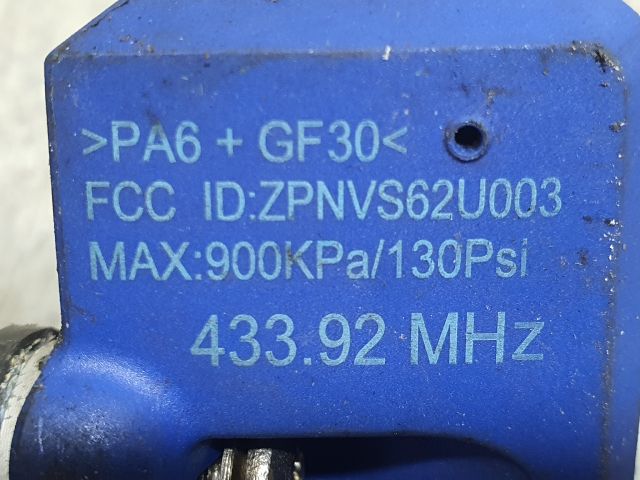 >PA6 + GF30<
FCC ID:ZPNVS62U003
MAX:900KPa/130Psi
433.92 MHz